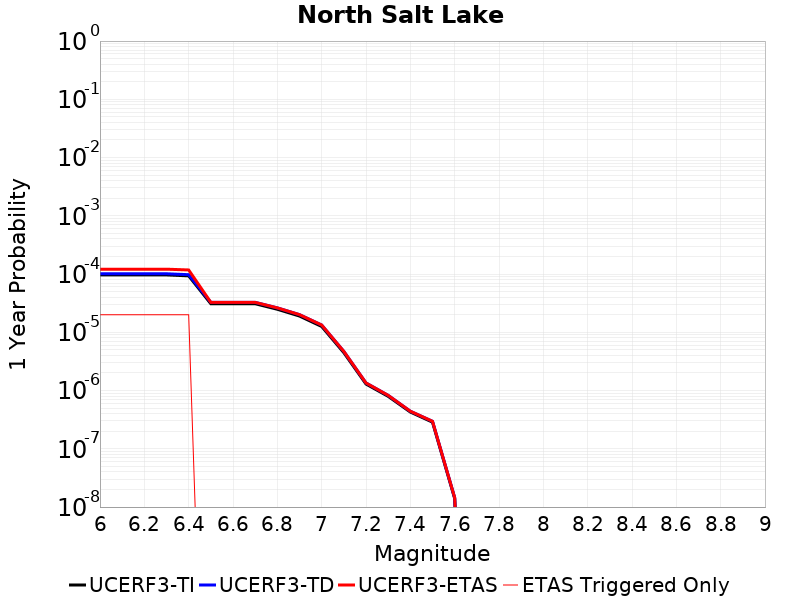 North Salt Lake
1 Year Probability
10^0
10^-1
10^-2
10^-3
10^-4
10^-5
10^-6
10^-7
10^-8
6 6.2 6.4 6.6 6.8 7 7.2 7.4 7.6 7.8 8 8.2 8.4 8.6 8.8 9
Magnitude
UCERF3-TI UCERF3-TD UCERF3-ETAS ETAS Triggered Only